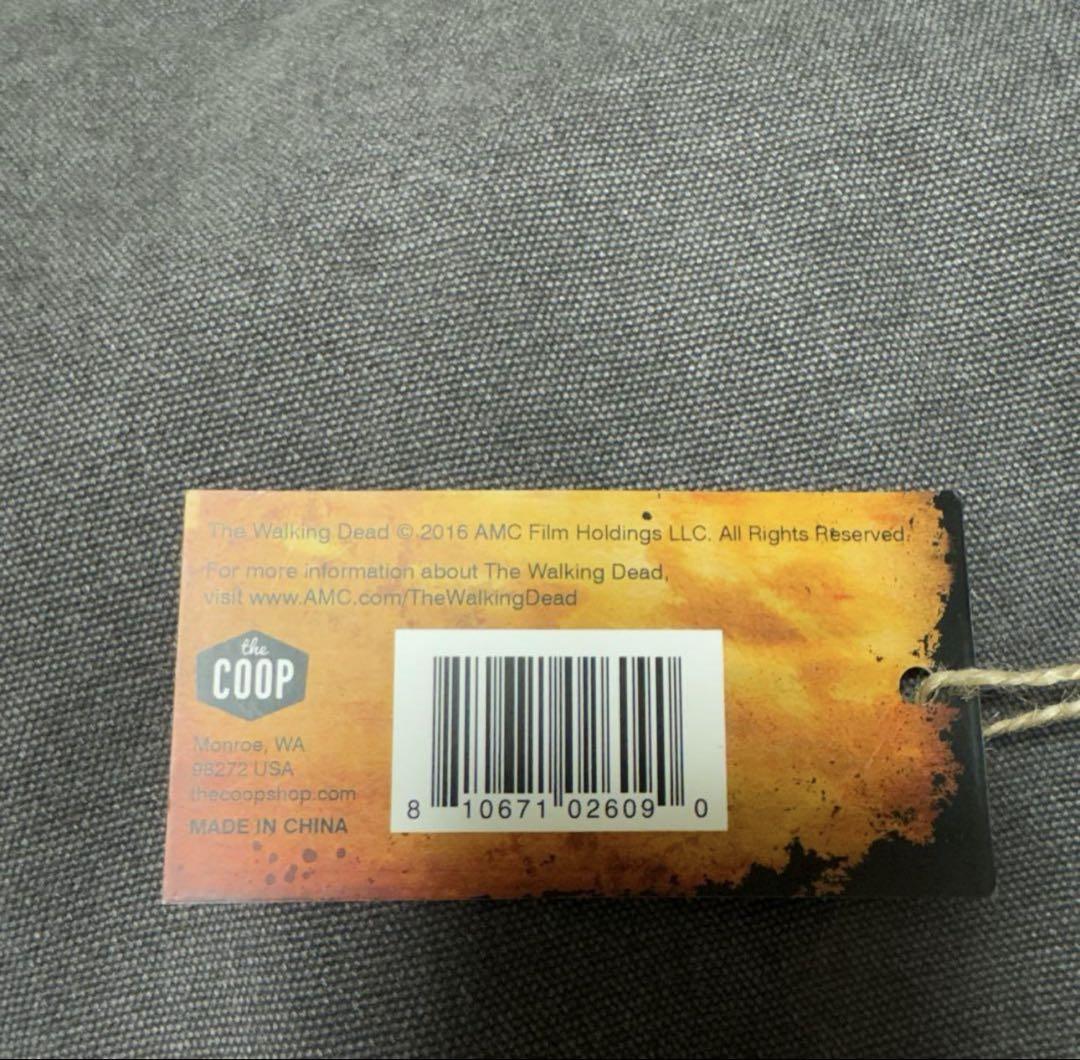 The Walking Dead © 2016 AMC Film Holdings LLC. All Rights Reserved.
For more information about The Walking Dead,
visit www.AMC.com/TheWalkingDead
the
COOP
Monroe, WA
98272 USA
thecoopshop.com
MADE IN CHINA
8 10671 02609 0